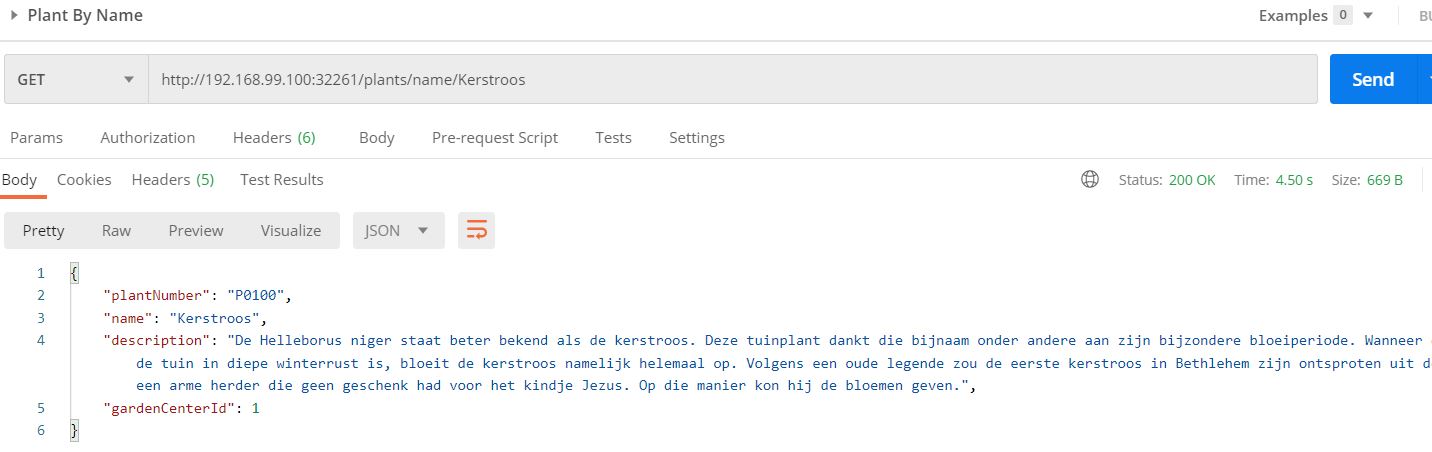 Plant By Name Examples 0
GET http://192.168.99.100:32261/plants/name/Kerstroos Send
Params Authorization Headers (6) Body Pre-request Script Tests Settings
Body Cookies Headers (5) Test Results Status: 200 OK Time: 4.50 s Size: 669 B
Pretty Raw Preview Visualize JSON
1 {
2 "plantNumber": "P0100",
3 "name": "Kerstroos",
4 "description": "De Helleborus niger staat beter bekend als de kerstroos. Deze tuinplant dankt die bijnaam onder andere aan zijn bijzondere bloeiperiode. Wanneer
de tuin in diepe winterrust is, bloeit de kerstroos namelijk helemaal op. Volgens een oude legende zou de eerste kerstroos in Bethlehem zijn ontsproten uit
een arme herder die geen geschenk had voor het kindje Jezus. Op die manier kon hij de bloemen geven.",
5 "gardenCenterId": 1
6 }